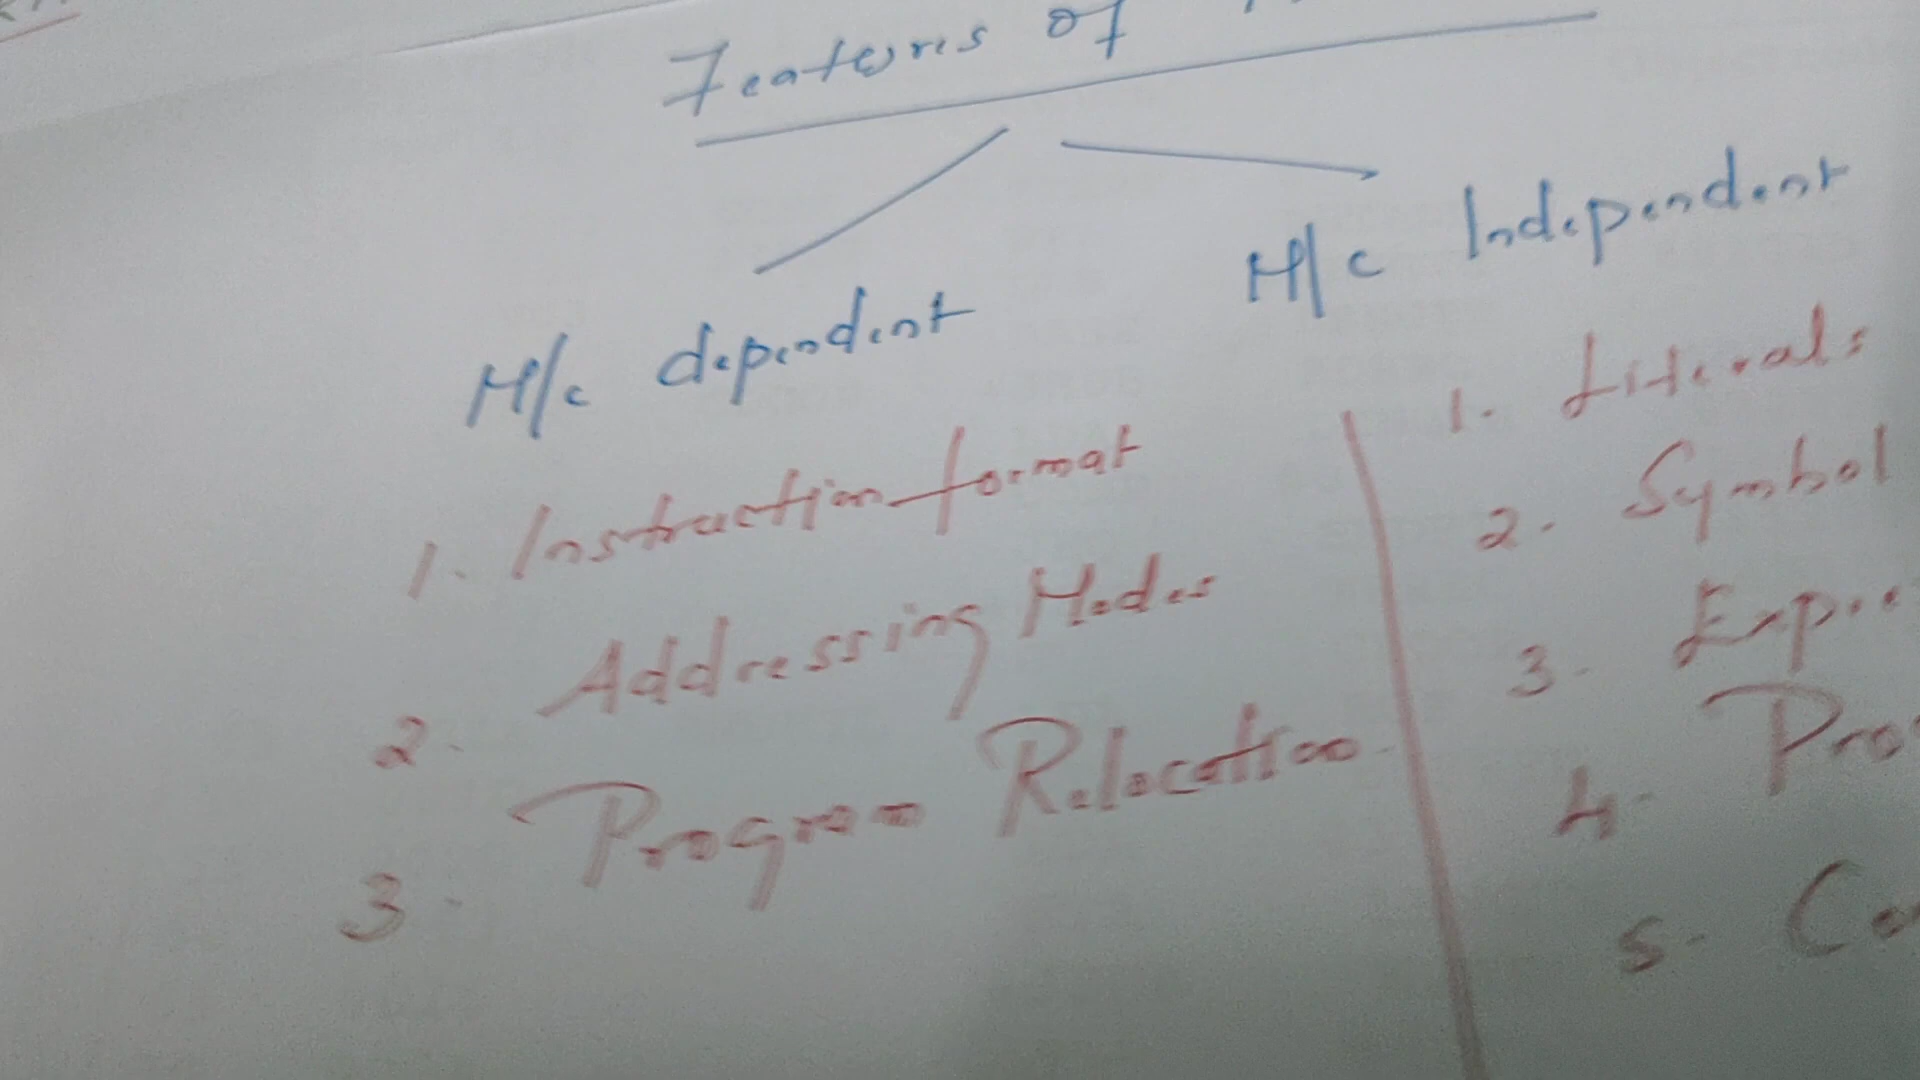 Features of
M/c dependent
M/c Independent
1. Instruction format
2. Addressing Modes
3. Program Relocation
1. Literals
2. Symbol
3.
4.
5.